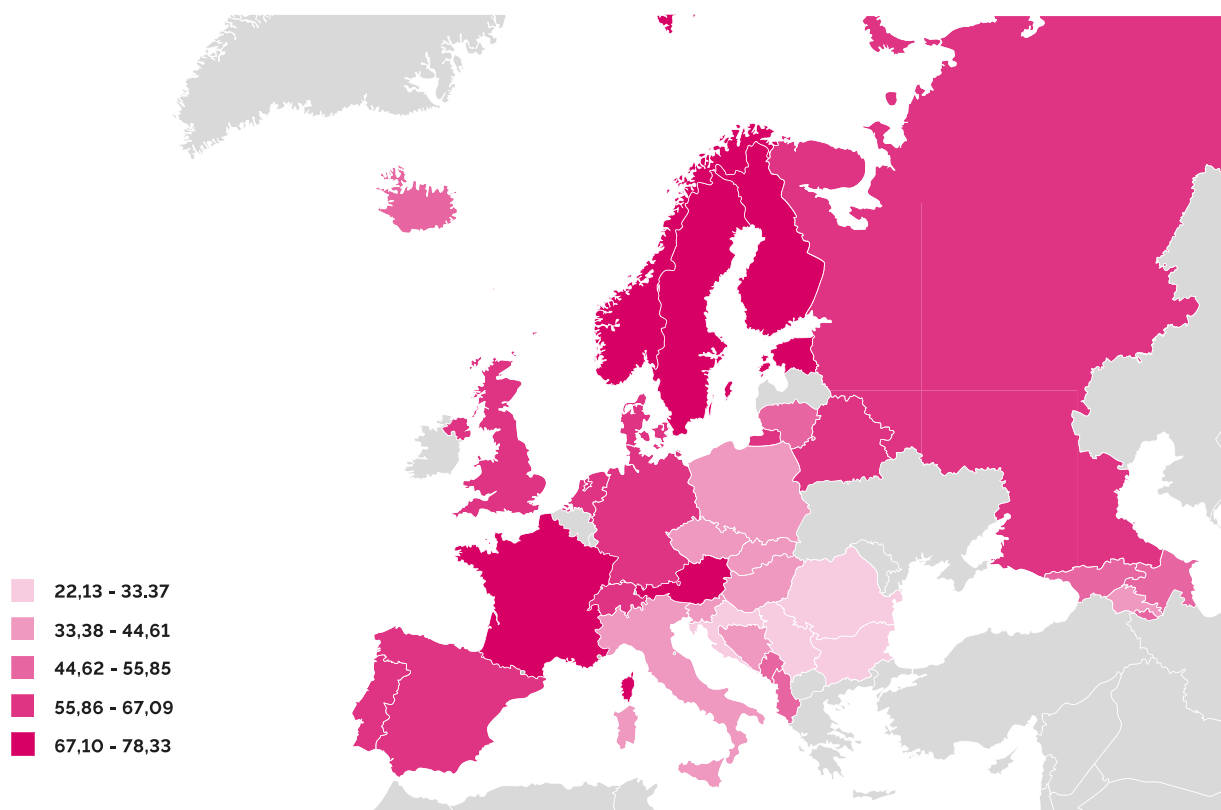 22,13 - 33.37
33,38 - 44,61
44,62 - 55,85
55,86 - 67,09
67,10 - 78,33